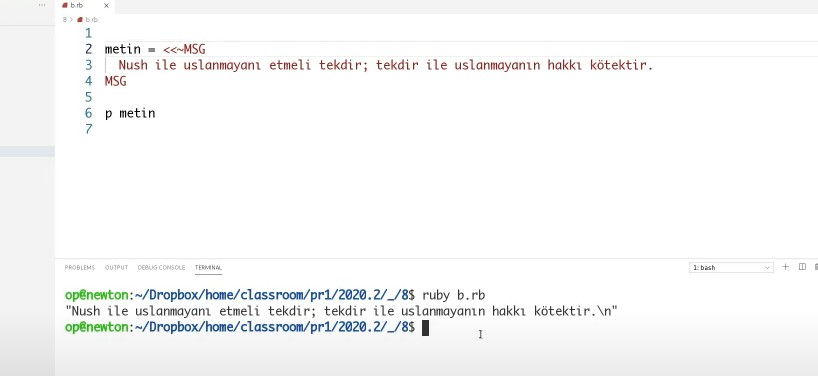 ... b.rb ×
8 > b.rb
1
2 metin = <<~MSG
3 Nush ile uslanmayanı etmeli tekdir; tekdir ile uslanmayanın hakkı kötektir.
4 MSG
5
6 p metin
7
PROBLEMS OUTPUT DEBUG CONSOLE TERMINAL 1: bash
op@newton:~/Dropbox/home/classroom/pr1/2020.2/_/8$ ruby b.rb
"Nush ile uslanmayanı etmeli tekdir; tekdir ile uslanmayanın hakkı kötektir.\n"
op@newton:~/Dropbox/home/classroom/pr1/2020.2/_/8$